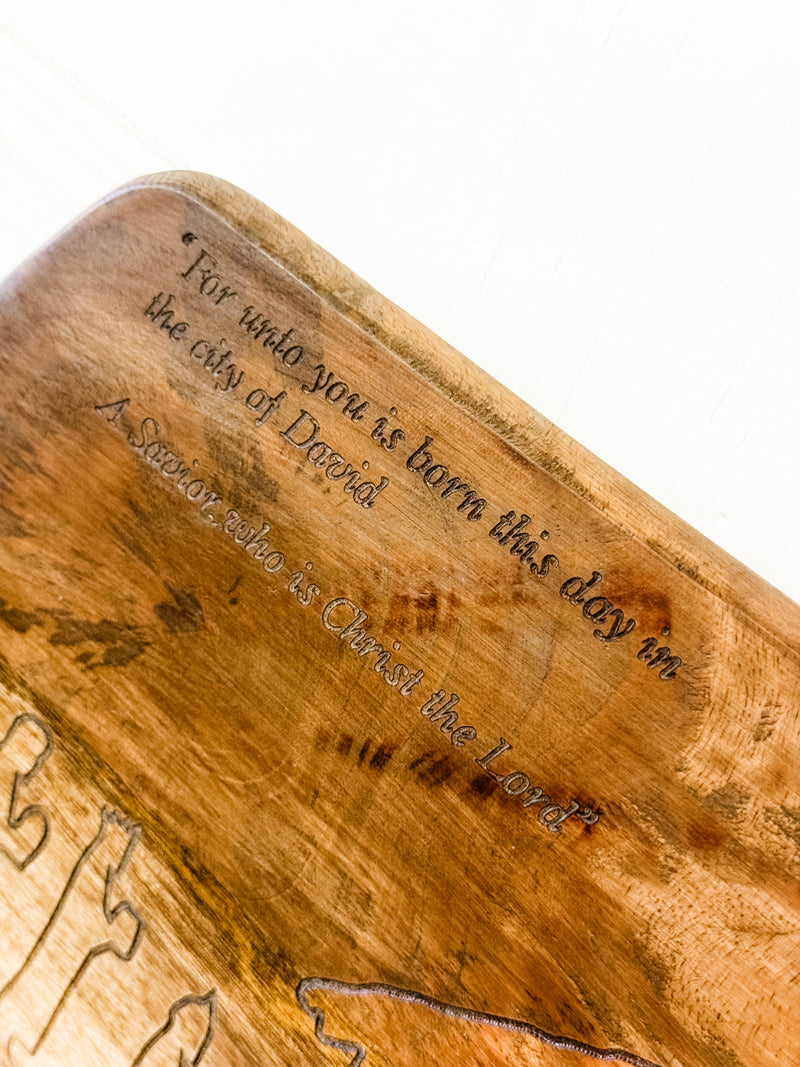 “For unto you is born this day in
the city of David
A Savior, who is Christ the Lord”